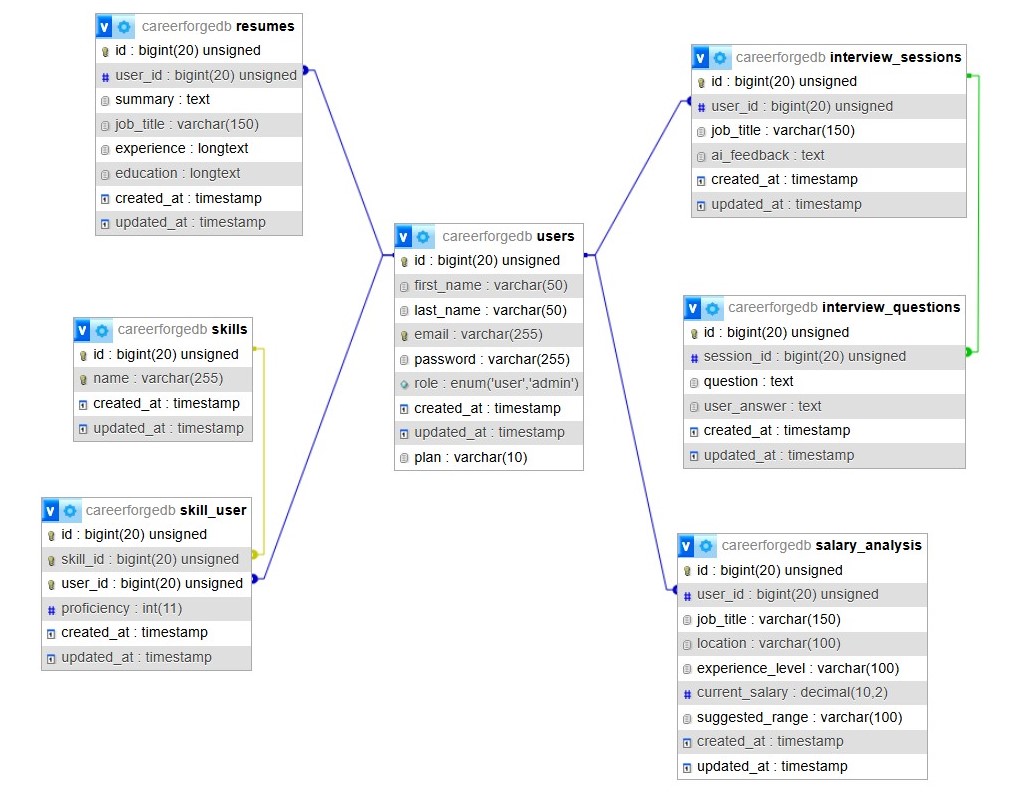 careerforgedb resumes
id : bigint(20) unsigned
# user_id : bigint(20) unsigned
summary : text
job_title : varchar(150)
experience : longtext
education : longtext
created_at : timestamp
updated_at : timestamp
careerforgedb skills
id : bigint(20) unsigned
name : varchar(255)
created_at : timestamp
updated_at : timestamp
careerforgedb skill_user
id : bigint(20) unsigned
skill_id : bigint(20) unsigned
user_id : bigint(20) unsigned
# proficiency : int(11)
created_at : timestamp
updated_at : timestamp
careerforgedb users
id : bigint(20) unsigned
first_name : varchar(50)
last_name : varchar(50)
email : varchar(255)
password : varchar(255)
role : enum('user','admin')
created_at : timestamp
updated_at : timestamp
plan : varchar(10)
careerforgedb interview_sessions
id : bigint(20) unsigned
# user_id : bigint(20) unsigned
job_title : varchar(150)
ai_feedback : text
created_at : timestamp
updated_at : timestamp
careerforgedb interview_questions
id : bigint(20) unsigned
# session_id : bigint(20) unsigned
question : text
user_answer : text
created_at : timestamp
updated_at : timestamp
careerforgedb salary_analysis
id : bigint(20) unsigned
# user_id : bigint(20) unsigned
job_title : varchar(150)
location : varchar(100)
experience_level : varchar(100)
# current_salary : decimal(10,2)
suggested_range : varchar(100)
created_at : timestamp
updated_at : timestamp